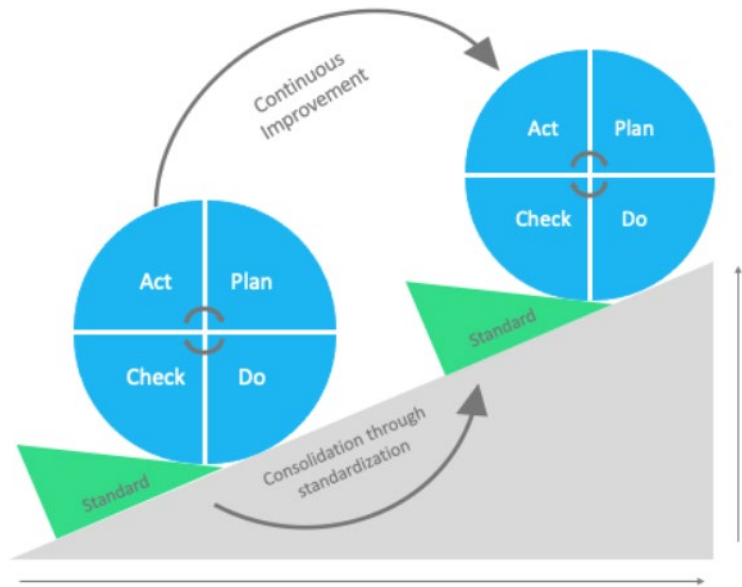 Continuous
Improvement
Act Plan
Check Do
Act Plan
Check Do
Standard
Consolidation through
standardization
Standard